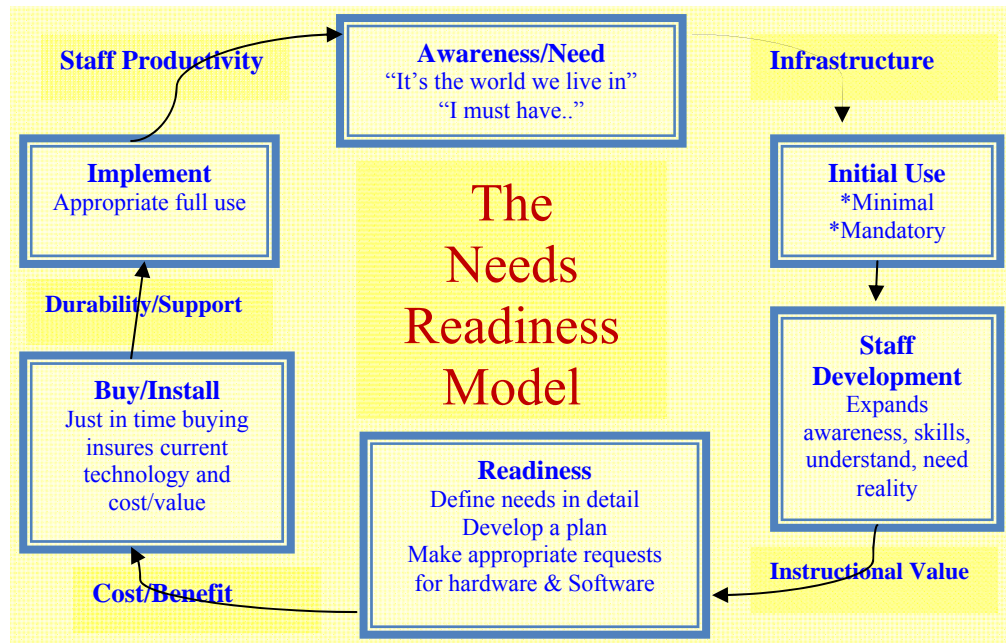 Staff Productivity
Awareness/Need
“It’s the world we live in”
“I must have..”
Infrastructure
Implement
Appropriate full use
Initial Use
*Minimal
*Mandatory
The
Needs
Readiness
Model
Durability/Support
Staff
Development
Expands
awareness, skills,
understand, need
reality
Buy/Install
Just in time buying
insures current
technology and
cost/value
Readiness
Define needs in detail
Develop a plan
Make appropriate requests
for hardware & Software
Instructional Value
Cost/Benefit